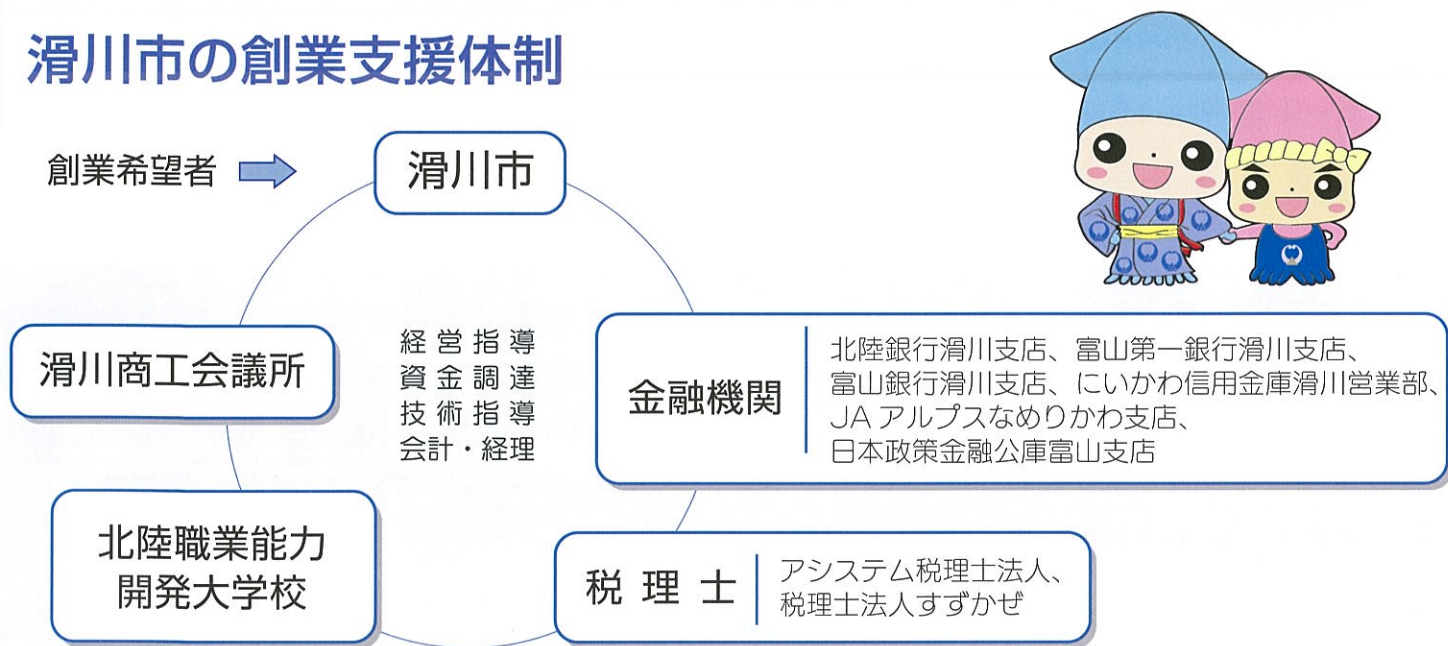 滑川市の創業支援体制
創業希望者
滑川市
滑川商工会議所
経営指導
資金調達
技術指導
会計・経理
金融機関
北陸銀行滑川支店、富山第一銀行滑川支店、
富山銀行滑川支店、にいかわ信用金庫滑川営業部、
JAアルプスなめりかわ支店、
日本政策金融公庫富山支店
北陸職業能力
開発大学校
税理士
アシステム税理士法人、
税理士法人すずかぜ